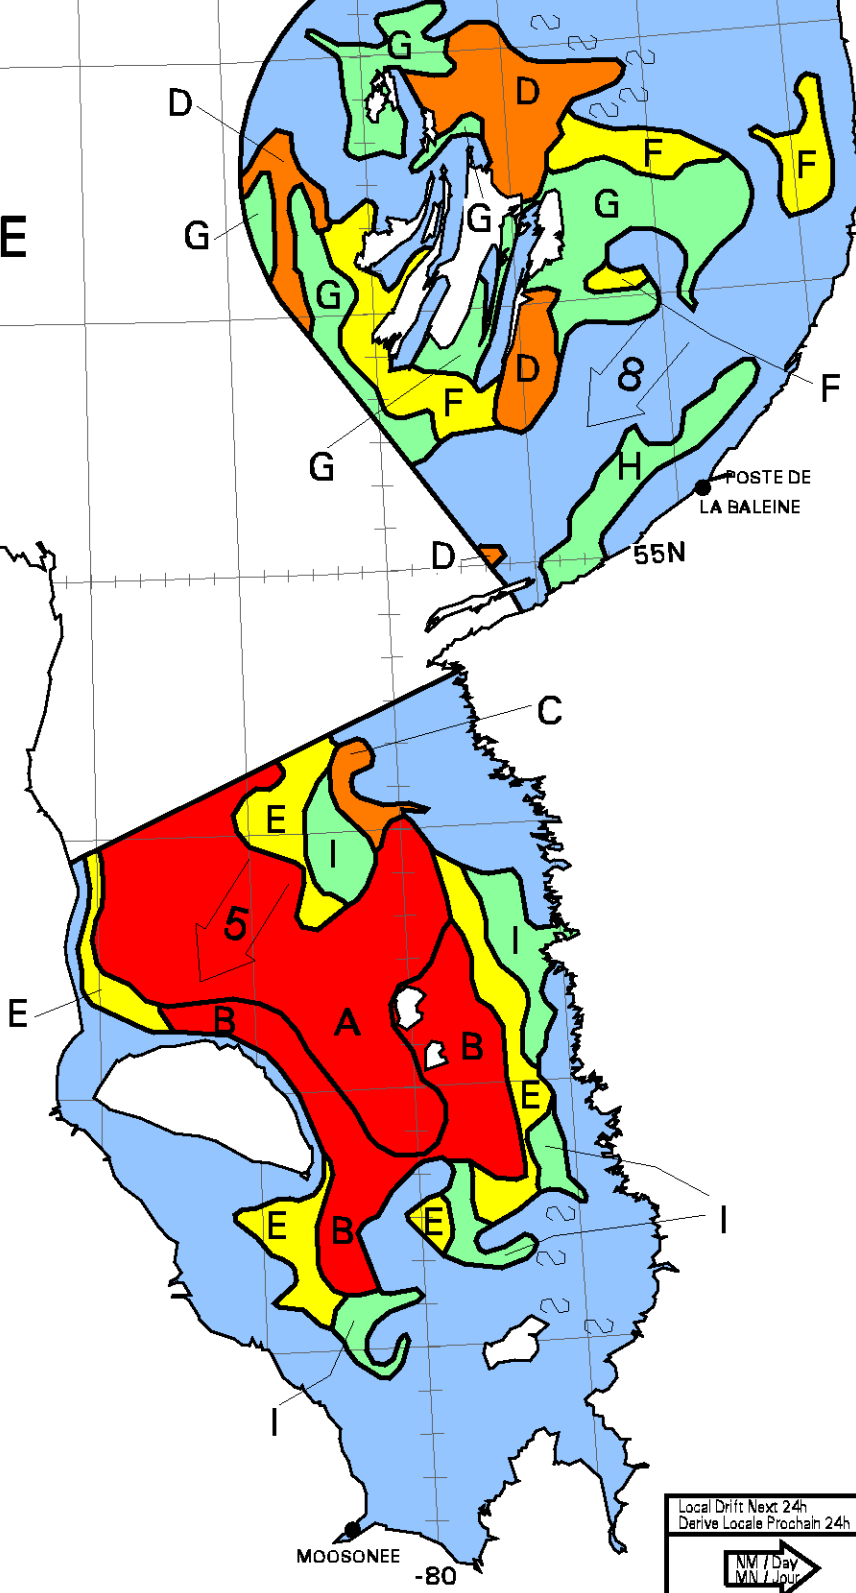 G
D
D
F
F
E
G
G
G
G
8
D
F
F
G
H
POSTE DE
LA BALEINE
D
55N
C
E
I
5
I
E
B
A
B
E
I
E
B
E
I
MOOSONEE
-80
Local Drift Next 24h
Derive Locale Prochain 24h
NM / Day
MN / Jour